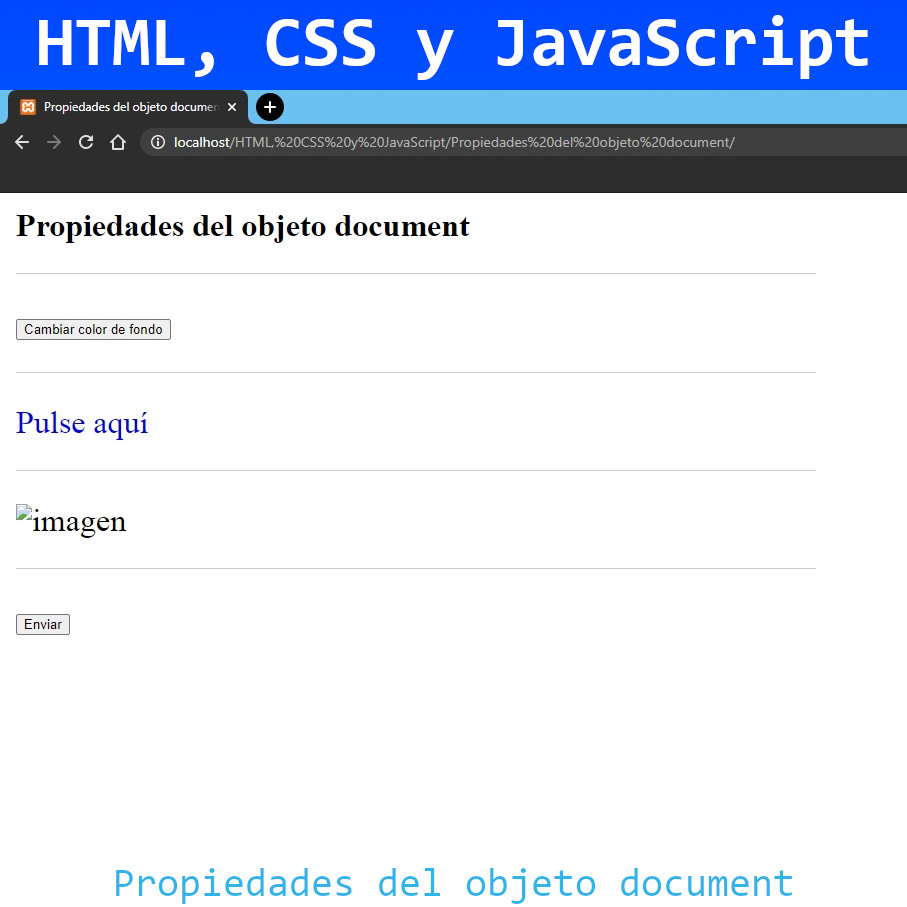 HTML, CSS y JavaScript
Propiedades del objeto documen
localhost/HTML,%20CSS%20y%20JavaScript/Propiedades%20del%20objeto%20document/
Propiedades del objeto document
Cambiar color de fondo
Pulse aquí
imagen
Enviar
Propiedades del objeto document